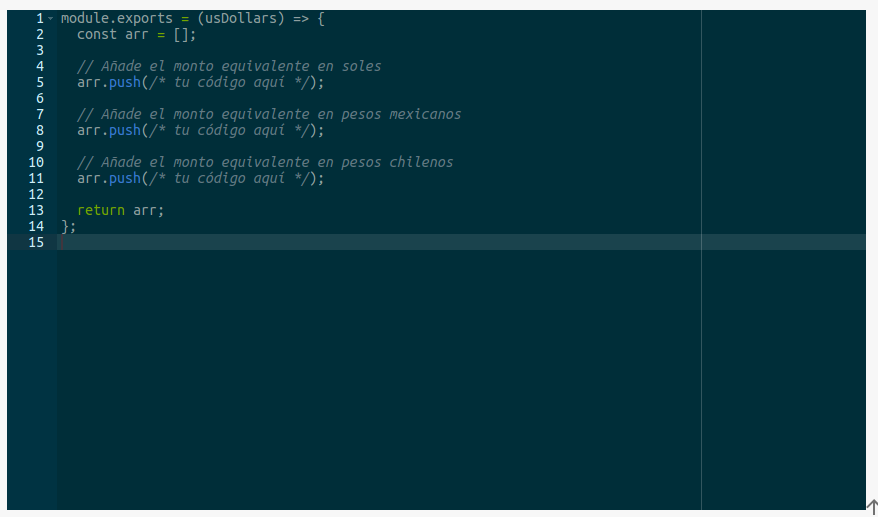 1 module.exports = (usDollars) => {
2   const arr = [];
3
4   // Añade el monto equivalente en soles
5   arr.push(/* tu código aquí */);
6
7   // Añade el monto equivalente en pesos mexicanos
8   arr.push(/* tu código aquí */);
9
10   // Añade el monto equivalente en pesos chilenos
11   arr.push(/* tu código aquí */);
12
13   return arr;
14 };
15